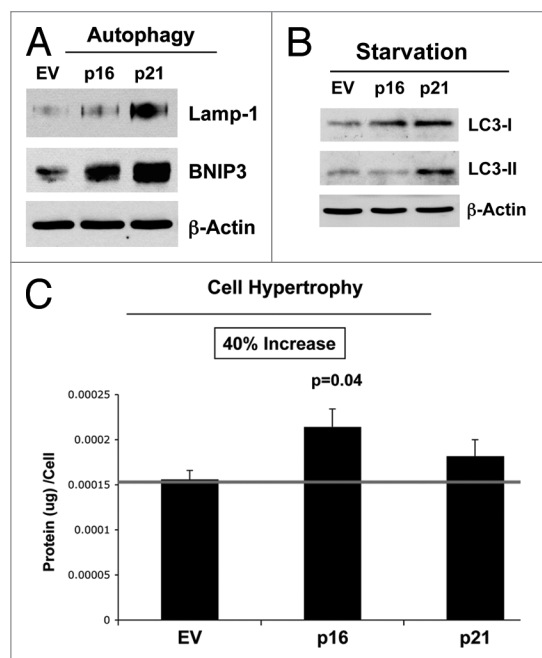 A
Autophagy
EV p16 p21
Lamp-1
BNIP3
β-Actin
B
Starvation
EV p16 p21
LC3-I
LC3-II
β-Actin
C
Cell Hypertrophy
40% Increase
p=0.04
Protein (ug) /Cell
0.00025
0.0002
0.00015
0.0001
0.00005
0
EV p16 p21